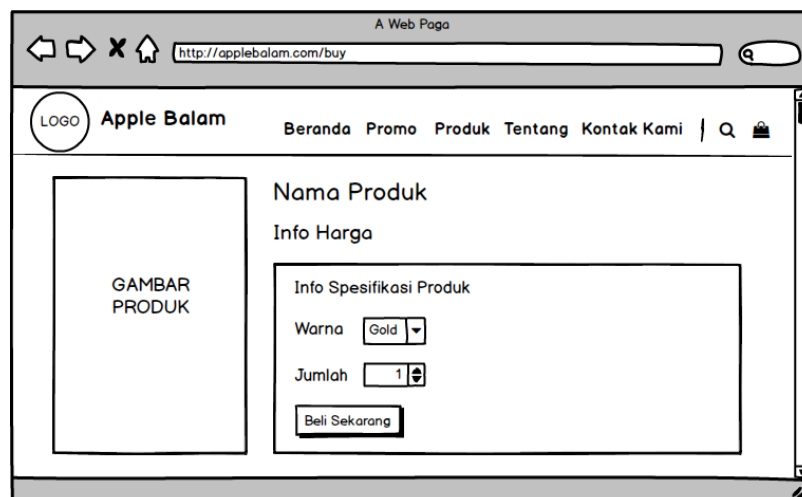 A Web Paga
http://applebalam.com/buy
LOGO
Apple Balam
Beranda Promo Produk Tentang Kontak Kami
Nama Produk
Info Harga
GAMBAR
PRODUK
Info Spesifikasi Produk
Warna Gold
Jumlah 1
Beli Sekarang